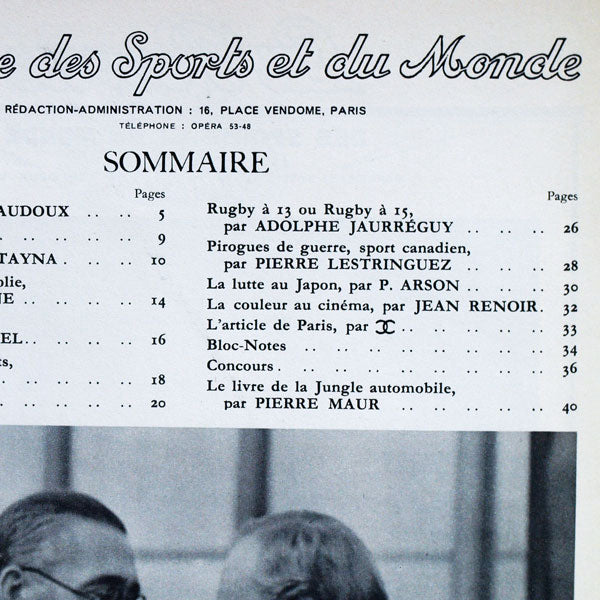 e des Sports et du Monde
RÉDACTION-ADMINISTRATION : 16, PLACE VENDOME, PARIS
TÉLÉPHONE : OPÉRA 53-48
SOMMAIRE
Pages
AUDOUX .. .. 5
. .. .. .. .. 9
TAYNA . .. .. 10
olie,
NE .. .. .. 14
EL.. .. .. .. 16
ts,
. .. .. .. .. 18
.. .. .. .. 20
Pages
Rugby à 13 ou Rugby à 15,
par ADOLPHE JAURRÉGUY .. .. .. 26
Pirogues de guerre, sport canadien,
par PIERRE LESTRINGUEZ .. .. .. 28
La lutte au Japon, par P. ARSON .. .. .. 30
La couleur au cinéma, par JEAN RENOIR. 32
L'article de Paris, par .. .. .. .. .. 33
Bloc-Notes .. .. .. .. .. .. .. 34
Concours . .. .. .. .. .. .. .. 36
Le livre de la Jungle automobile,
par PIERRE MAUR .. .. .. .. 40